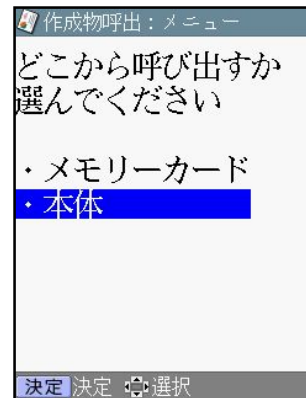 作成物呼出：メニュー
どこから呼び出すか
選んでください
・メモリーカード
・本体
決定 決定 選択